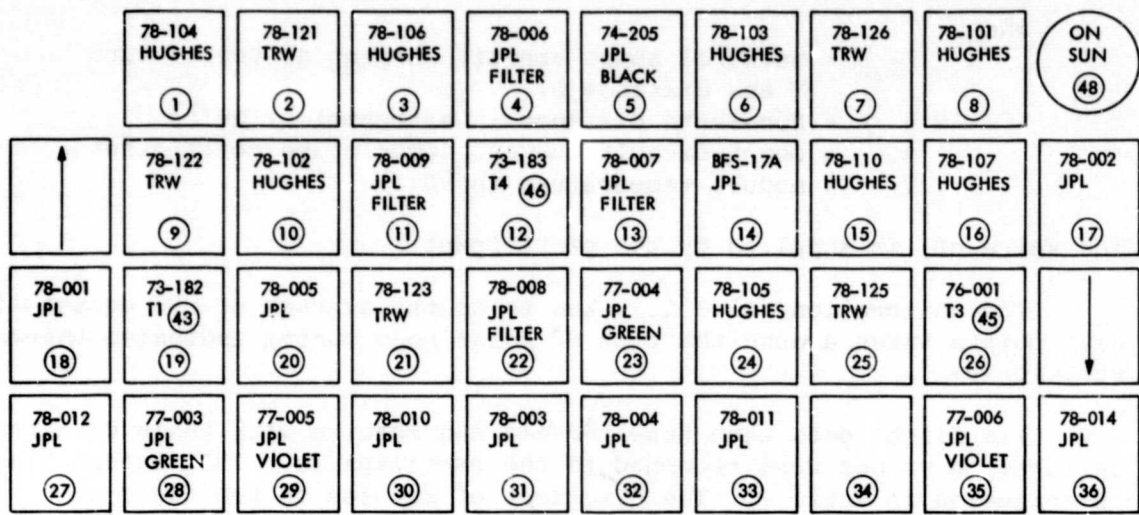 78-104
HUGHES
1
78-121
TRW
2
78-106
HUGHES
3
78-006
JPL
FILTER
4
74-205
JPL
BLACK
5
78-103
HUGHES
6
78-126
TRW
7
78-101
HUGHES
8
ON
SUN
48
78-122
TRW
9
78-102
HUGHES
10
78-009
JPL
FILTER
11
73-183
T4 46
12
78-007
JPL
FILTER
13
BFS-17A
JPL
14
78-110
HUGHES
15
78-107
HUGHES
16
78-002
JPL
17
78-001
JPL
18
73-182
T1 43
19
78-005
JPL
20
78-123
TRW
21
78-008
JPL
FILTER
22
77-004
JPL
GREEN
23
78-105
HUGHES
24
78-125
TRW
25
76-001
T3 45
26
78-012
JPL
27
77-003
JPL
GREEN
28
77-005
JPL
VIOLET
29
78-010
JPL
30
78-003
JPL
31
78-004
JPL
32
78-011
JPL
33
34
77-006
JPL
VIOLET
35
78-014
JPL
36